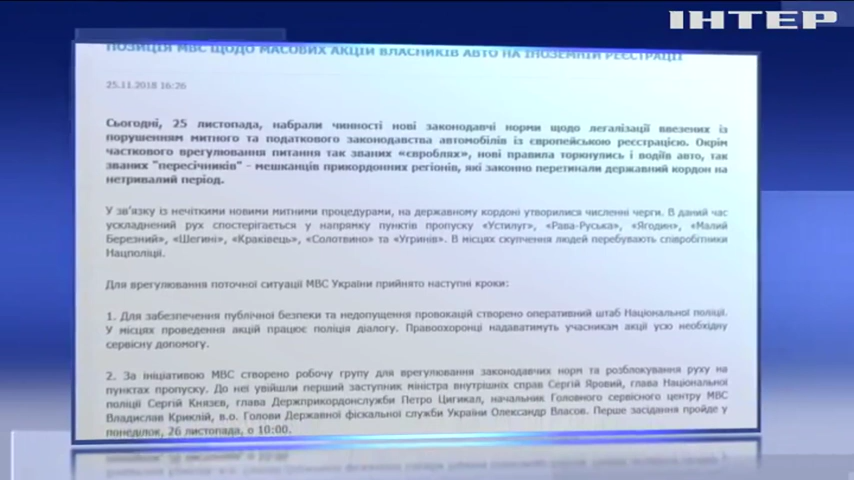 ІНТЕР
ПОЗИЦІЯ МВС ЩОДО МАСОВИХ АКЦІЙ ВЛАСНИКІВ АВТО НА ІНОЗЕМНІЙ РЕЄСТРАЦІЇ
25.11.2018 16:26
Сьогодні, 25 листопада, набрали чинності нові законодавчі норми щодо легалізації ввезених із
порушенням митного та податкового законодавства автомобілів із європейською реєстрацією. Окрім
часткового врегулювання питання так званих «євроблях», нові правила торкнулись і водіїв авто, так
званих "пересічників" - мешканців прикордонних регіонів, які законно перетинали державний кордон на
нетривалий період.
У зв'язку із нечіткими новими митними процедурами, на державному кордоні утворилися численні черги. В даний час
ускладнений рух спостерігається у напрямку пунктів пропуску «Устилуг», «Рава-Руська», «Ягодин», «Малий
Березний», «Шегині», «Краківець», «Солотвино» та «Угринів». В місцях скупчення людей перебувають співробітники
Нацполіції.
Для врегулювання поточної ситуації МВС України прийнято наступні кроки:
1. Для забезпечення публічної безпеки та недопущення провокацій створено оперативний штаб Національної поліції.
У місцях проведення акцій працює поліція діалогу. Правоохоронці надаватимуть учасникам акції усю необхідну
сервісну допомогу.
2. За ініціативою МВС створено робочу групу для врегулювання законодавчих норм та розблокування руху на
пунктах пропуску. До неї увійшли перший заступник міністра внутрішніх справ Сергій Яровий, глава Національної
поліції Сергій Князєв, глава Держприкордонслужби Петро Цигикал, начальник Головного сервісного центру МВС
Владислав Криклій, в.о. Голови Державної фіскальної служби України Олександр Власов. Перше засідання пройде у
понеділок, 26 листопада, о 10:00.